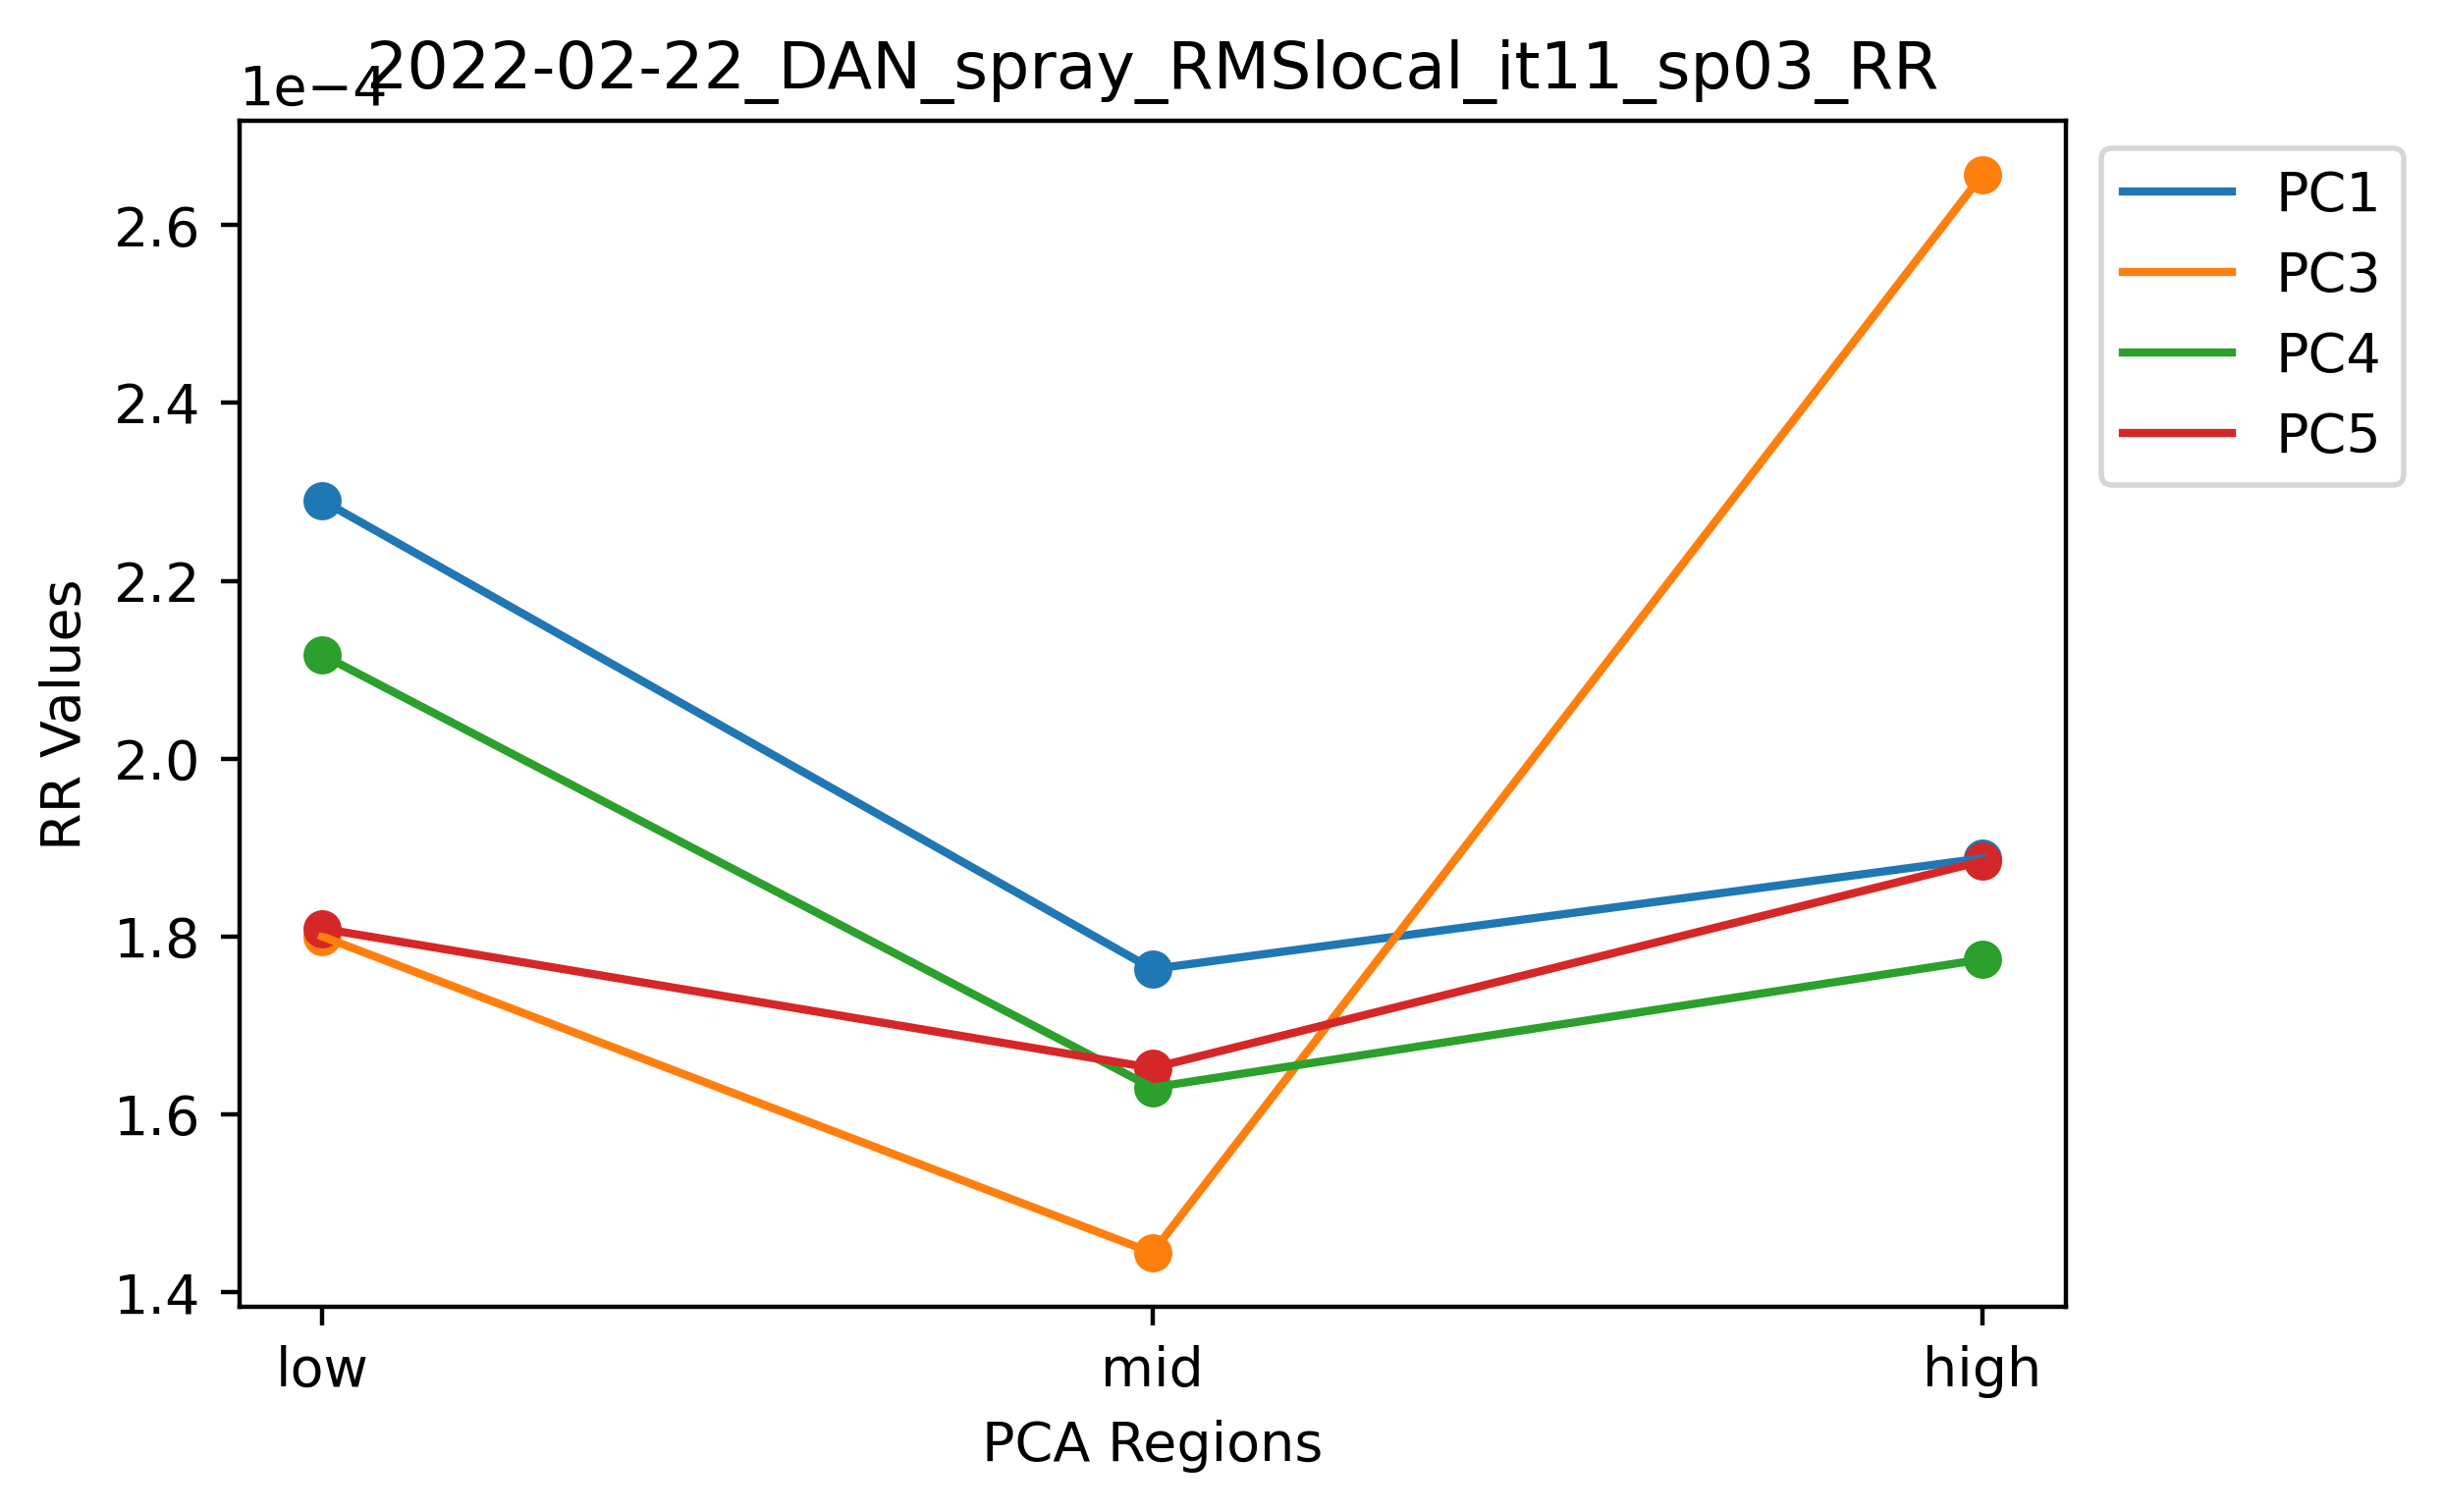 2022-02-22_DAN_spray_RMSlocal_it11_sp03_RR
1e−4
2.6
2.4
2.2
2.0
1.8
1.6
1.4
RR Values
low
mid
high
PCA Regions
PC1
PC3
PC4
PC5